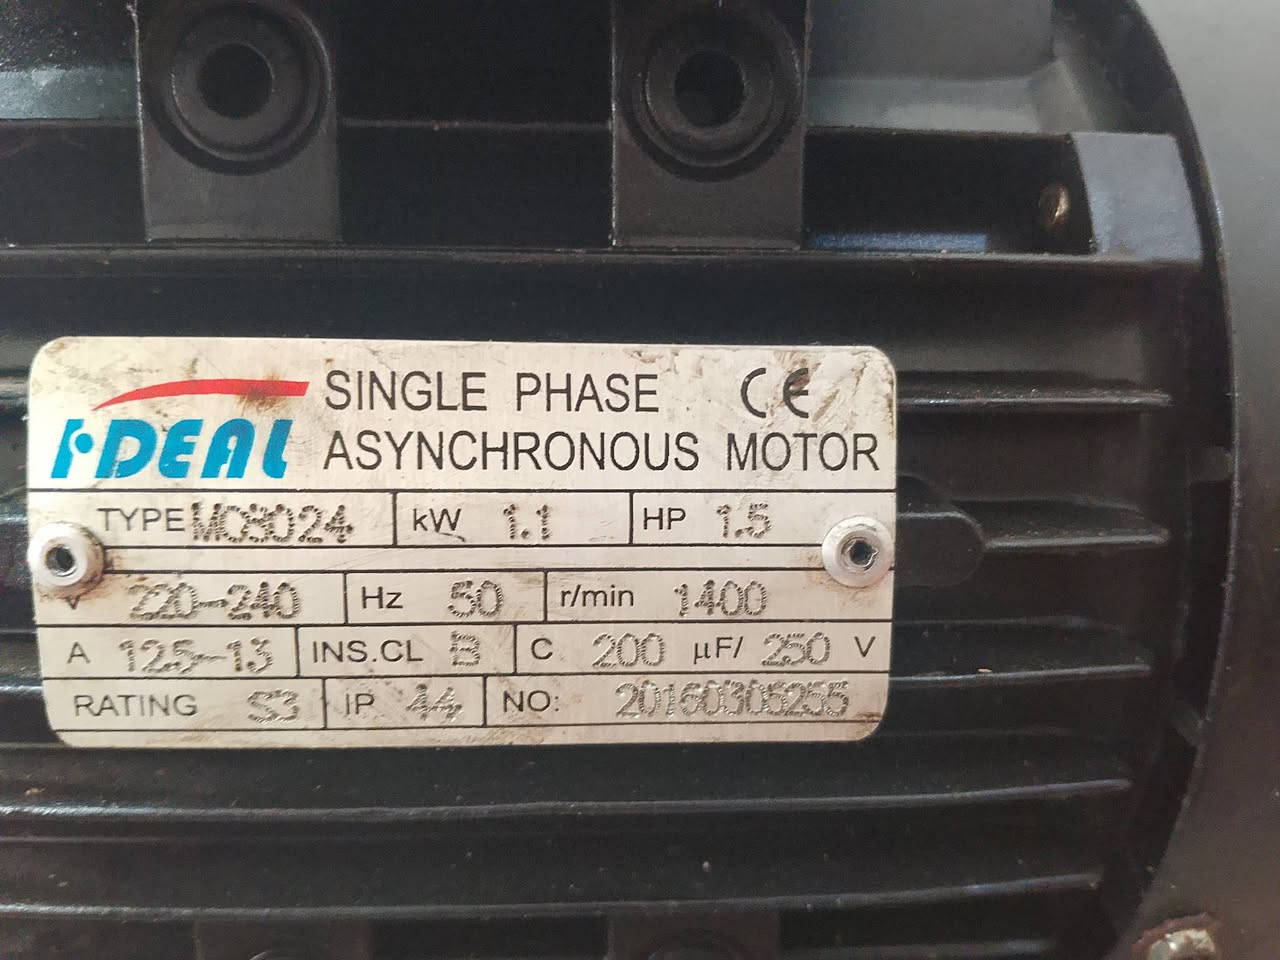 I-DEAL SINGLE PHASE CE
ASYNCHRONOUS MOTOR
TYPE MC8024 kW 1.1 HP 1.5
V 220-240 Hz 50 r/min 1400
A 12.5-13 INS.CL B C 200 µF/ 250 V
RATING S3 IP 44 NO: 20160305255